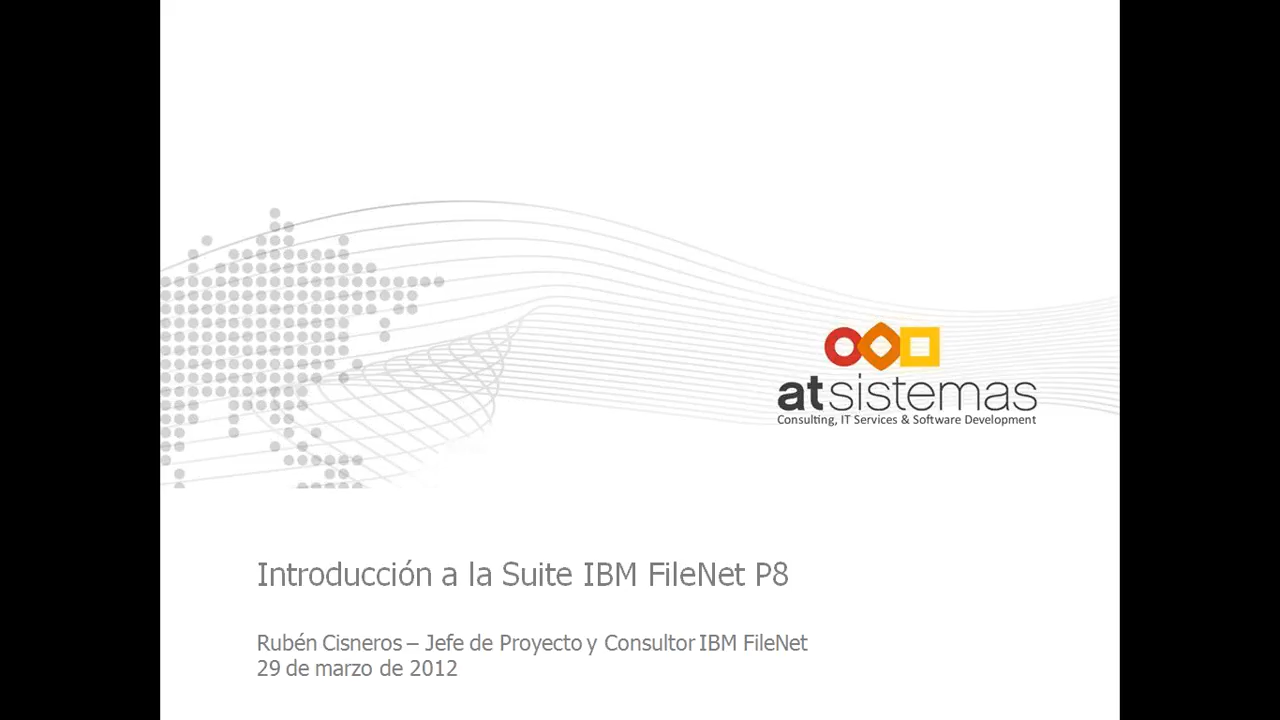 atsistemas
Consulting, IT Services & Software Development
Introducción a la Suite IBM FileNet P8
Rubén Cisneros – Jefe de Proyecto y Consultor IBM FileNet
29 de marzo de 2012